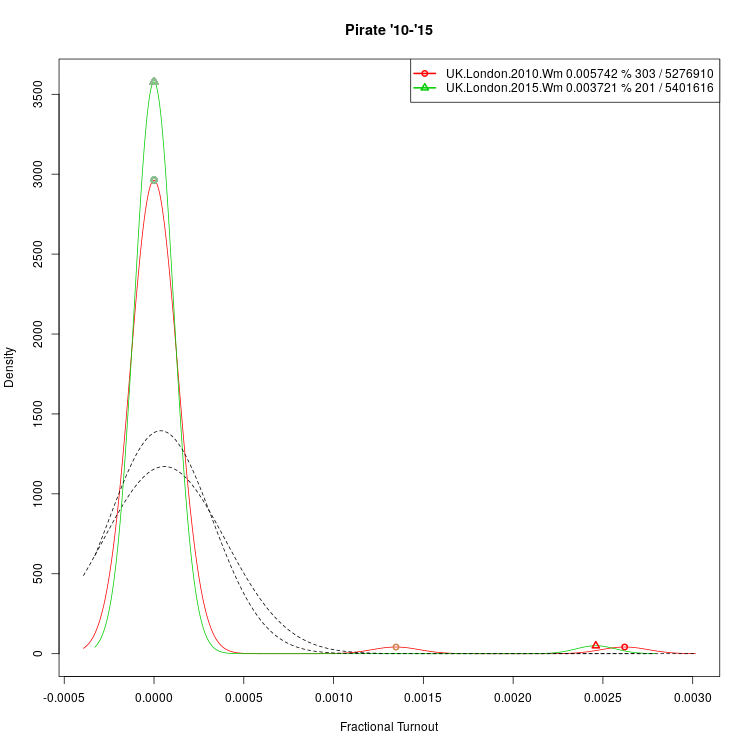 Pirate '10-'15
UK.London.2010.Wm 0.005742 % 303 / 5276910
UK.London.2015.Wm 0.003721 % 201 / 5401616
Density
3500
3000
2500
2000
1500
1000
500
0
-0.0005 0.0000 0.0005 0.0010 0.0015 0.0020 0.0025 0.0030
Fractional Turnout